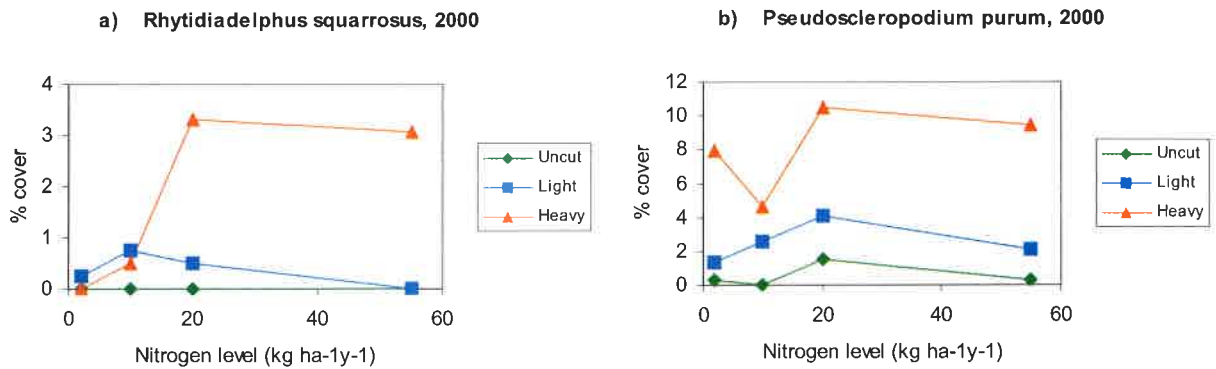 a) Rhytidiadelphus squarrosus, 2000
4
3
2
1
0
% cover
0 20 40 60
Nitrogen level (kg ha-1y-1)
Uncut
Light
Heavy
b) Pseudoscleropodium purum, 2000
12
10
8
6
4
2
0
% cover
0 20 40 60
Nitrogen level (kg ha-1y-1)
Uncut
Light
Heavy